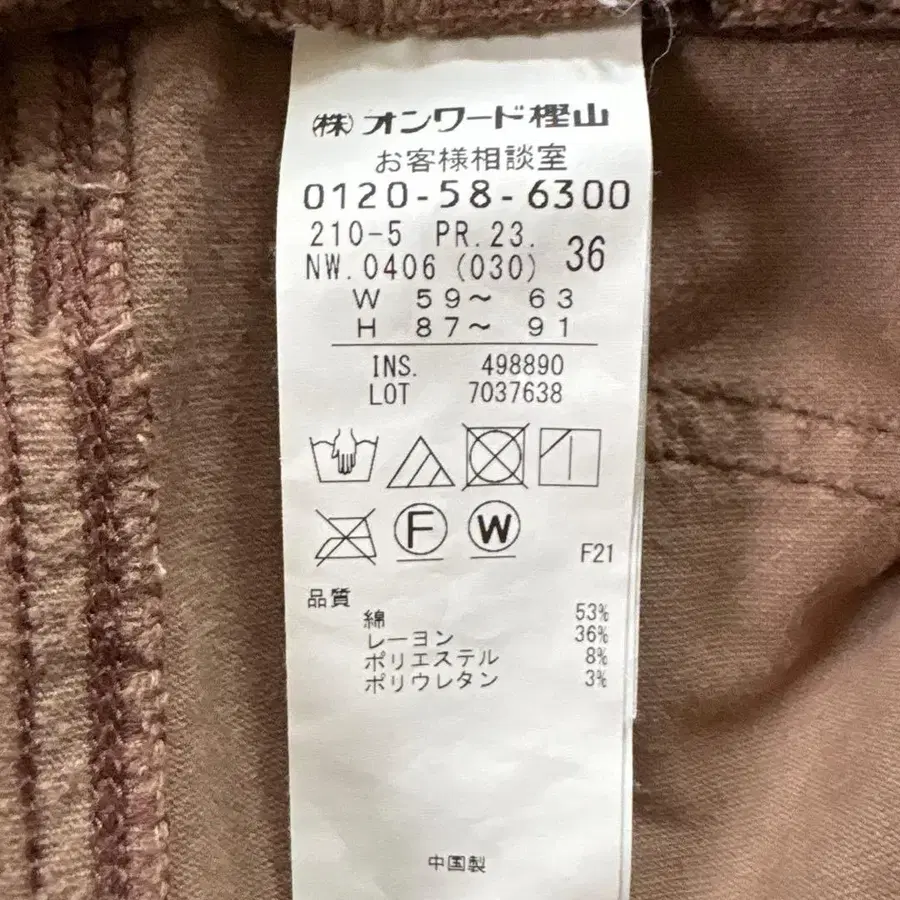 ㈱オンワード樫山
お客様相談室
0120-58-6300
210-5 PR.23. 36
NW.0406 (030)
W 59〜 63
H 87〜 91
INS. 498890
LOT 7037638
F W
F21
品質
綿 53%
レーヨン 36%
ポリエステル 8%
ポリウレタン 3%
中国製